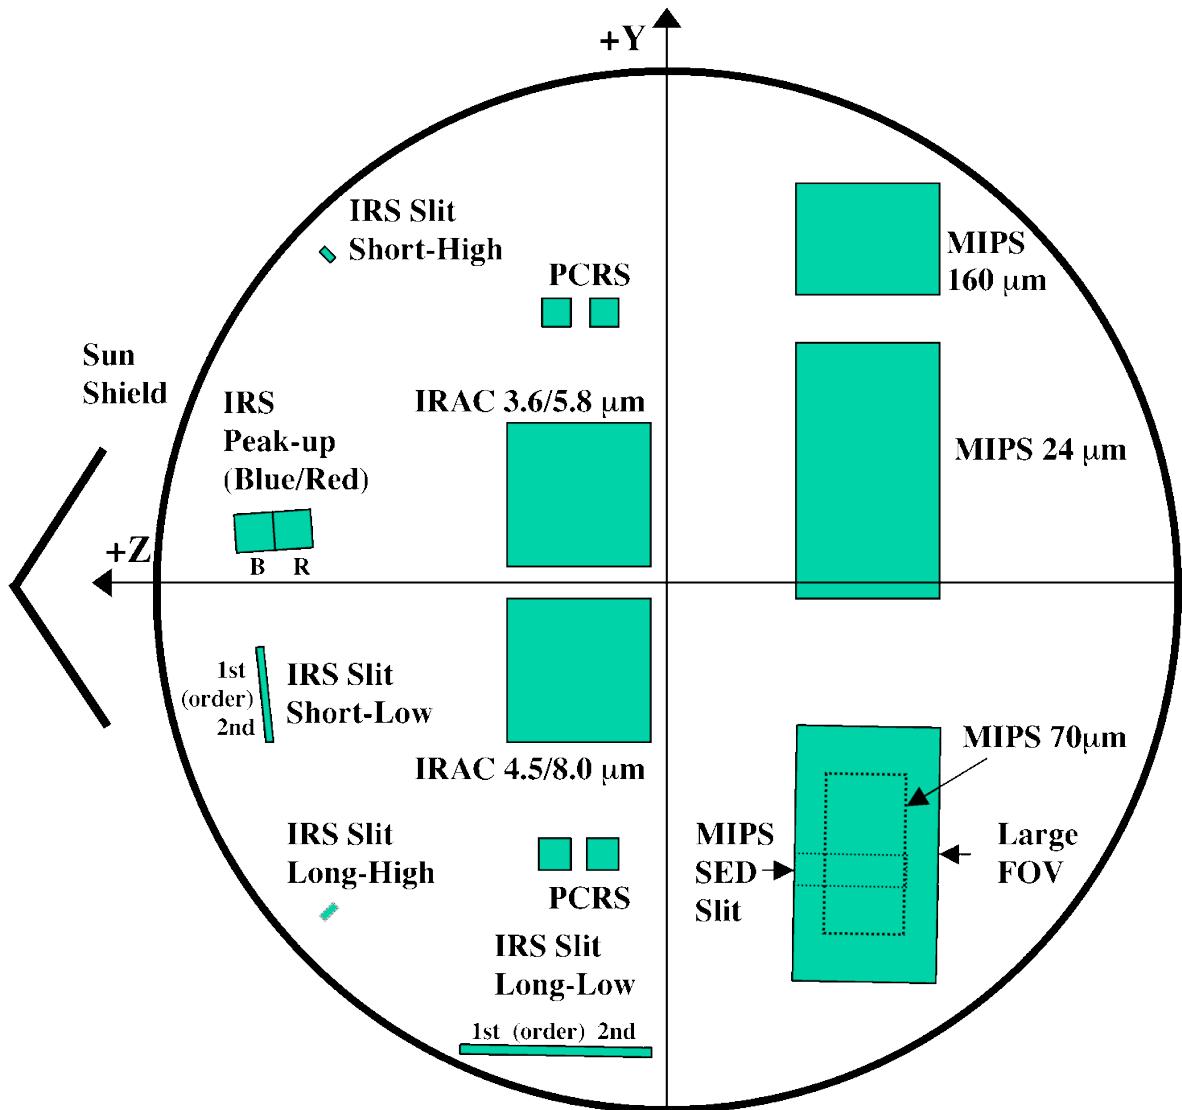 +Y
IRS Slit
Short-High
MIPS
160 μm
PCRS
Sun
Shield
IRS
Peak-up
(Blue/Red)
IRAC 3.6/5.8 μm
MIPS 24 μm
+Z
B R
1st
(order)
2nd
IRS Slit
Short-Low
IRAC 4.5/8.0 μm
MIPS 70μm
IRS Slit
Long-High
MIPS
SED
Slit
Large
FOV
PCRS
IRS Slit
Long-Low
1st (order) 2nd